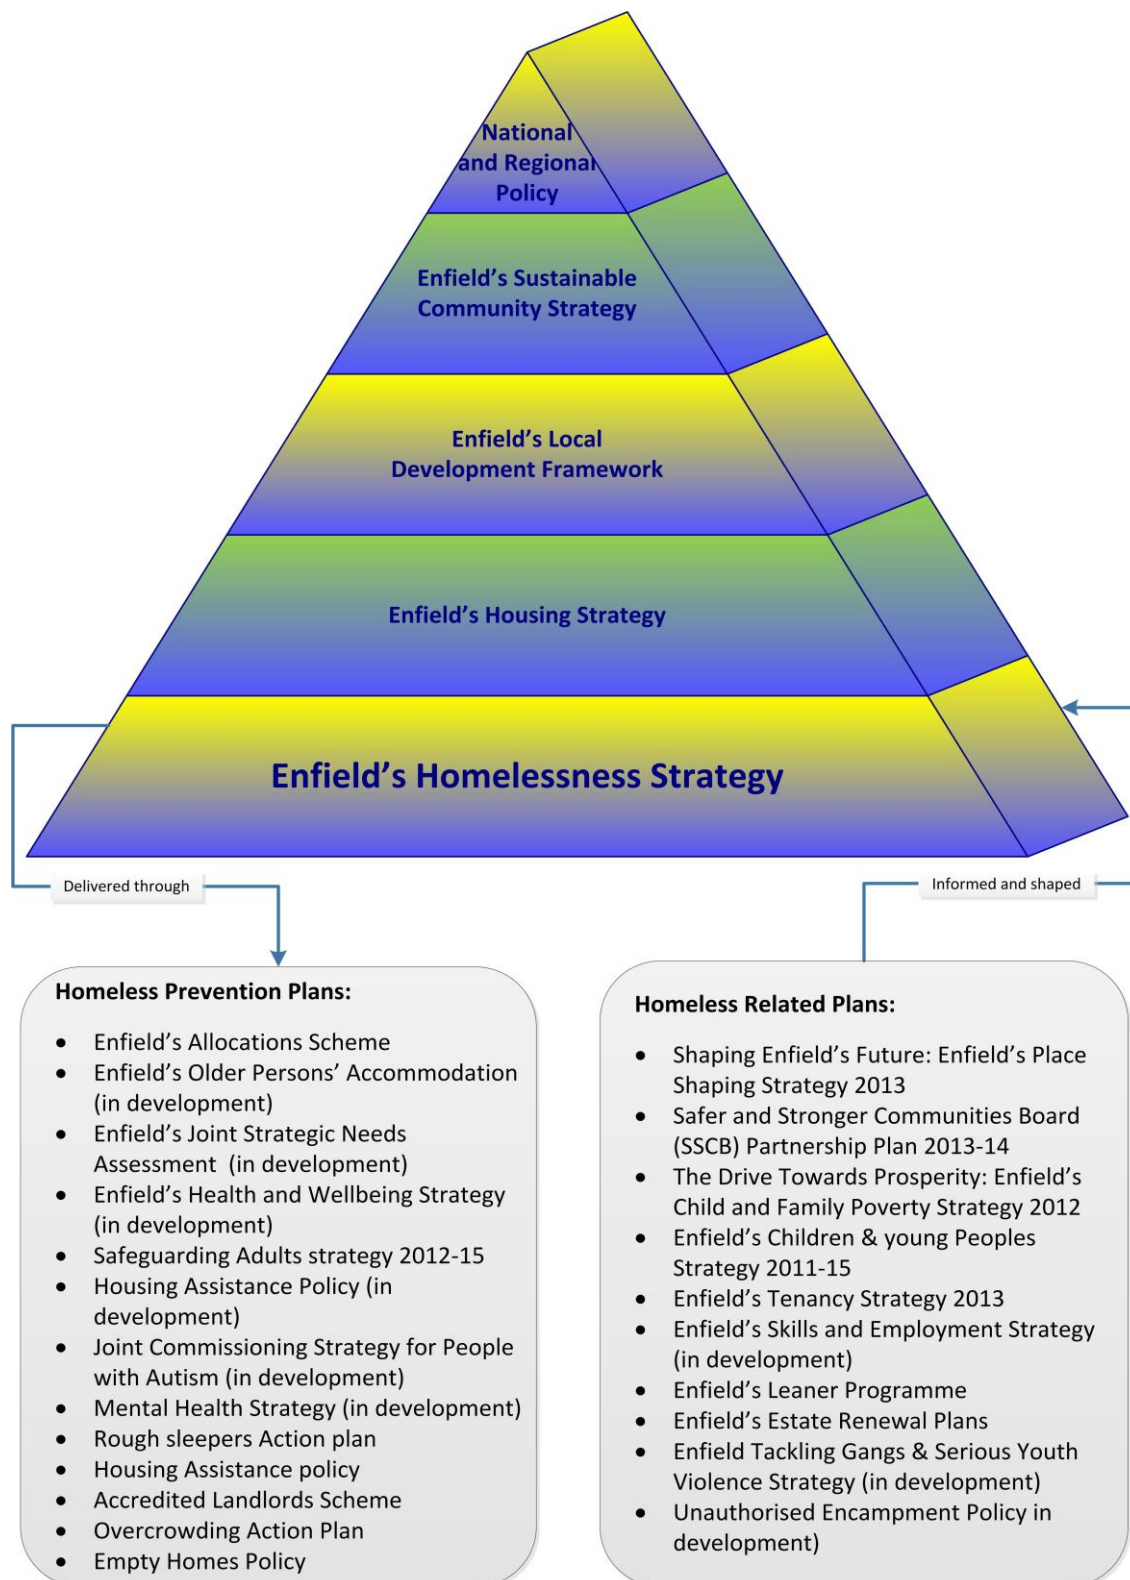 National
and Regional
Policy
Enfield’s Sustainable
Community Strategy
Enfield’s Local
Development Framework
Enfield’s Housing Strategy
Enfield’s Homelessness Strategy
Delivered through
Informed and shaped
Homeless Prevention Plans:
• Enfield’s Allocations Scheme
• Enfield’s Older Persons’ Accommodation
(in development)
• Enfield’s Joint Strategic Needs
Assessment (in development)
• Enfield’s Health and Wellbeing Strategy
(in development)
• Safeguarding Adults strategy 2012-15
• Housing Assistance Policy (in
development)
• Joint Commissioning Strategy for People
with Autism (in development)
• Mental Health Strategy (in development)
• Rough sleepers Action plan
• Housing Assistance policy
• Accredited Landlords Scheme
• Overcrowding Action Plan
• Empty Homes Policy
Homeless Related Plans:
• Shaping Enfield’s Future: Enfield’s Place
Shaping Strategy 2013
• Safer and Stronger Communities Board
(SSCB) Partnership Plan 2013-14
• The Drive Towards Prosperity: Enfield’s
Child and Family Poverty Strategy 2012
• Enfield’s Children & young Peoples
Strategy 2011-15
• Enfield’s Tenancy Strategy 2013
• Enfield’s Skills and Employment Strategy
(in development)
• Enfield’s Leaner Programme
• Enfield’s Estate Renewal Plans
• Enfield Tackling Gangs & Serious Youth
Violence Strategy (in development)
• Unauthorised Encampment Policy in
development)